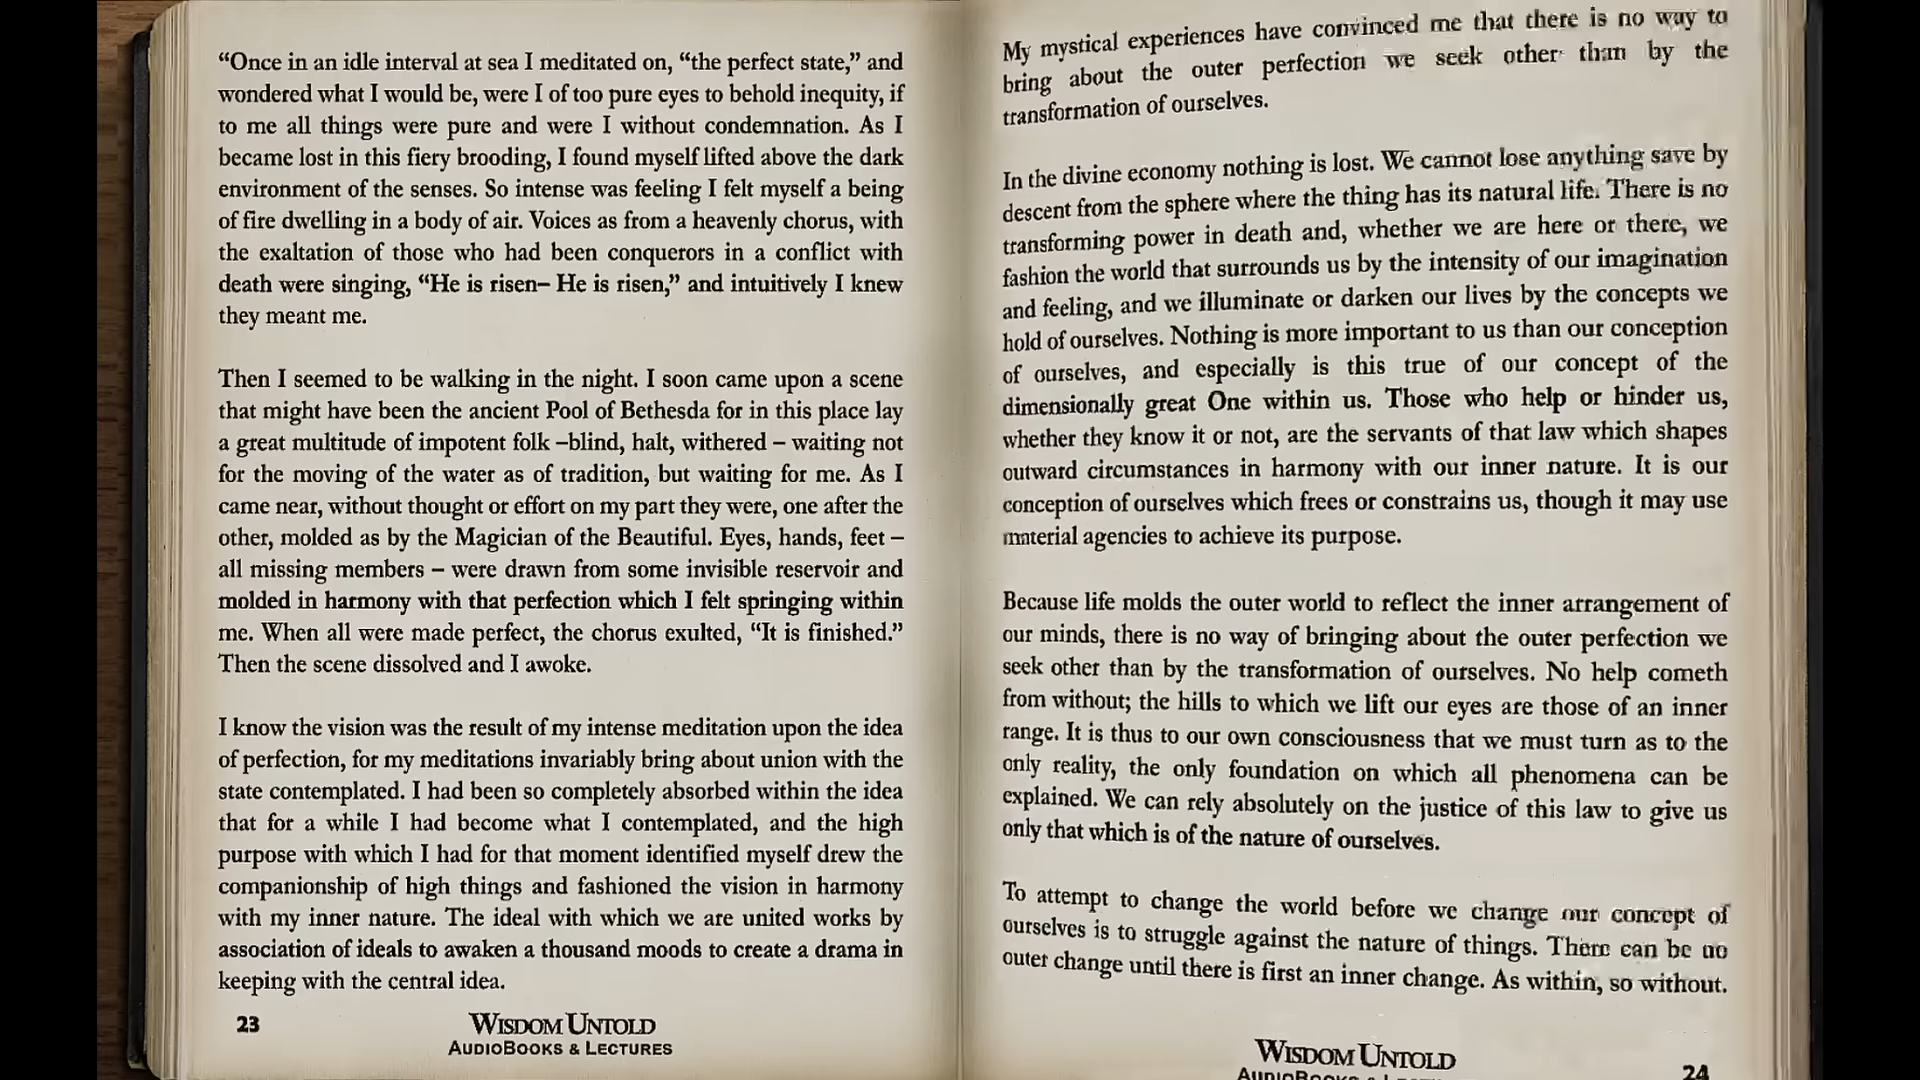 “Once in an idle interval at sea I meditated on, “the perfect state,” and
wondered what I would be, were I of too pure eyes to behold inequity, if
to me all things were pure and were I without condemnation. As I
became lost in this fiery brooding, I found myself lifted above the dark
environment of the senses. So intense was feeling I felt myself a being
of fire dwelling in a body of air. Voices as from a heavenly chorus, with
the exaltation of those who had been conquerors in a conflict with
death were singing, “He is risen– He is risen,” and intuitively I knew
they meant me.
Then I seemed to be walking in the night. I soon came upon a scene
that might have been the ancient Pool of Bethesda for in this place lay
a great multitude of impotent folk –blind, halt, withered – waiting not
for the moving of the water as of tradition, but waiting for me. As I
came near, without thought or effort on my part they were, one after the
other, molded as by the Magician of the Beautiful. Eyes, hands, feet –
all missing members – were drawn from some invisible reservoir and
molded in harmony with that perfection which I felt springing within
me. When all were made perfect, the chorus exulted, “It is finished.”
Then the scene dissolved and I awoke.
I know the vision was the result of my intense meditation upon the idea
of perfection, for my meditations invariably bring about union with the
state contemplated. I had been so completely absorbed within the idea
that for a while I had become what I contemplated, and the high
purpose with which I had for that moment identified myself drew the
companionship of high things and fashioned the vision in harmony
with my inner nature. The ideal with which we are united works by
association of ideals to awaken a thousand moods to create a drama in
keeping with the central idea.
23
WISDOM UNTOLD
AUDIOBOOKS & LECTURES
My mystical experiences have convinced me that there is no way to
bring about the outer perfection we seek other than by the
transformation of ourselves.
In the divine economy nothing is lost. We cannot lose anything save by
descent from the sphere where the thing has its natural life. There is no
transforming power in death and, whether we are here or there, we
fashion the world that surrounds us by the intensity of our imagination
and feeling, and we illuminate or darken our lives by the concepts we
hold of ourselves. Nothing is more important to us than our conception
of ourselves, and especially is this true of our concept of the
dimensionally great One within us. Those who help or hinder us,
whether they know it or not, are the servants of that law which shapes
outward circumstances in harmony with our inner nature. It is our
conception of ourselves which frees or constrains us, though it may use
material agencies to achieve its purpose.
Because life molds the outer world to reflect the inner arrangement of
our minds, there is no way of bringing about the outer perfection we
seek other than by the transformation of ourselves. No help cometh
from without; the hills to which we lift our eyes are those of an inner
range. It is thus to our own consciousness that we must turn as to the
only reality, the only foundation on which all phenomena can be
explained. We can rely absolutely on the justice of this law to give us
only that which is of the nature of ourselves.
To attempt to change the world before we change our concept of
ourselves is to struggle against the nature of things. There can be no
outer change until there is first an inner change. As within, so without.
WISDOM UNTOLD
24